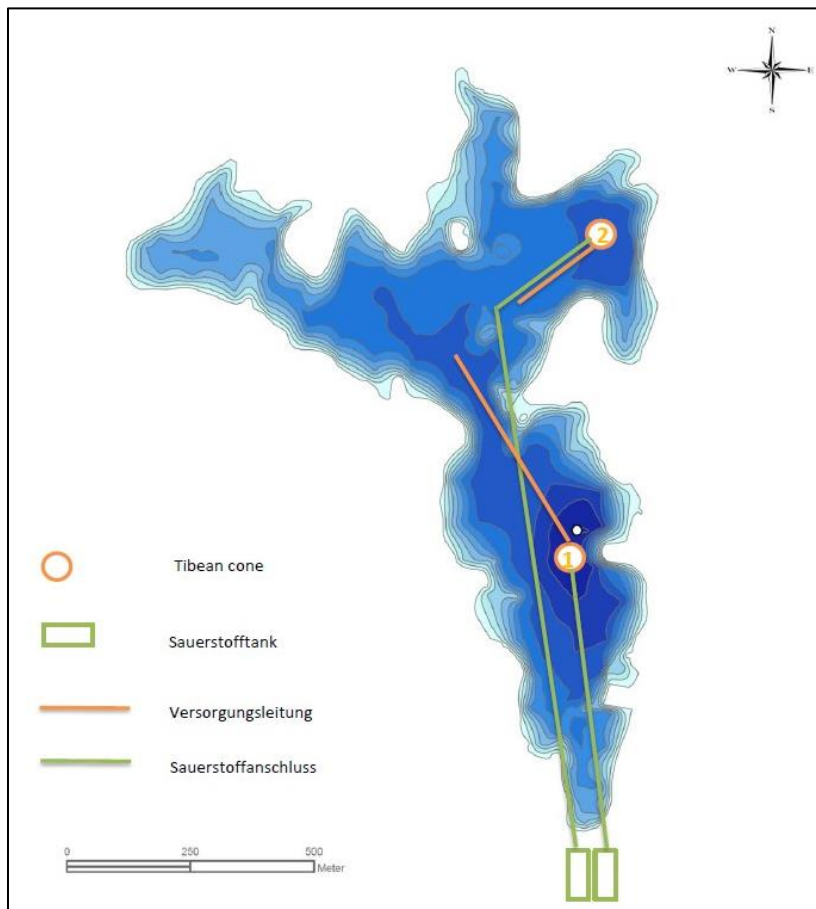 N
W E
S
2
1
Tibean cone
Sauerstofftank
Versorgungsleitung
Sauerstoffanschluss
0 250 500
Meter